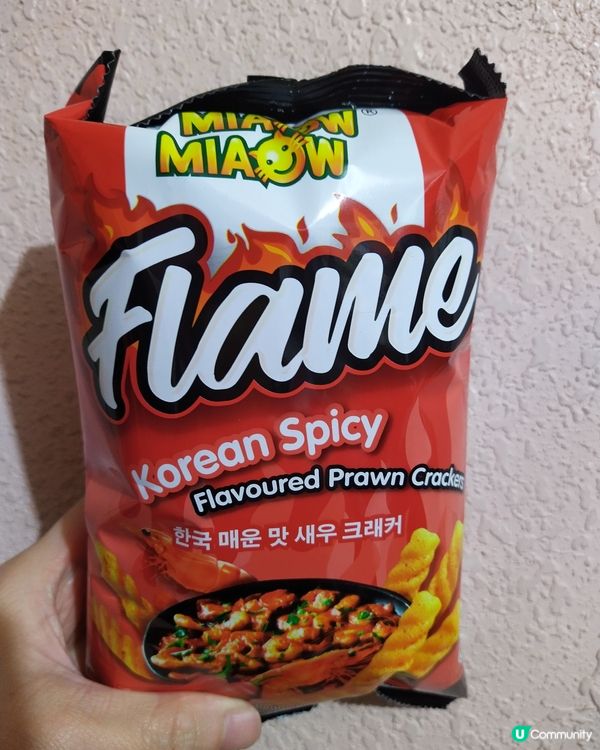 MIAOW
MIAOW
®
Flame
Korean Spicy
Flavoured Prawn Crackers
한국 매운 맛 새우 크래커
U Community